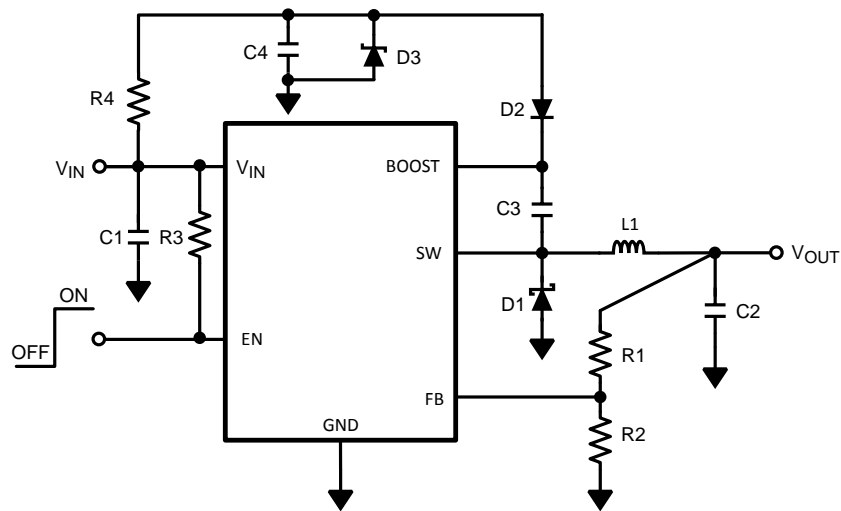 C4
D3
R4
D2
VIN
VIN
BOOST
C3
L1
C1
R3
SW
VOUT
ON
D1
C2
OFF
EN
R1
FB
GND
R2